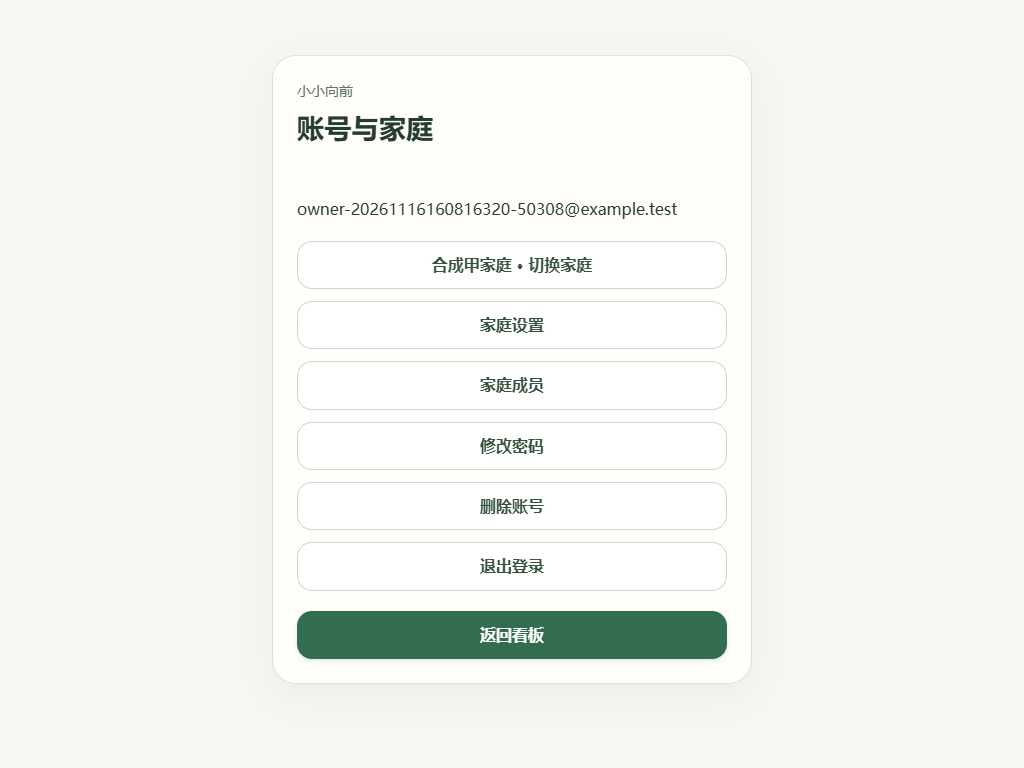 小小向前
账号与家庭
owner-20261116160816320-50308@example.test
合成甲家庭 • 切换家庭
家庭设置
家庭成员
修改密码
删除账号
退出登录
返回看板